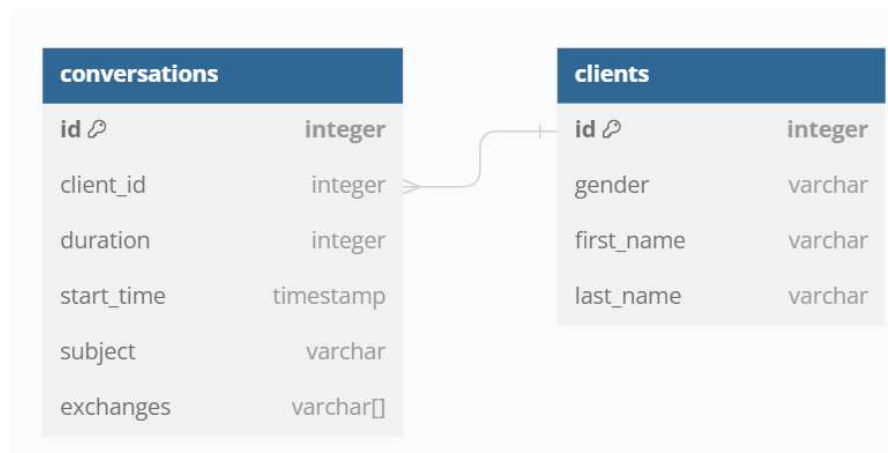 conversations
id integer
client_id integer
duration integer
start_time timestamp
subject varchar
exchanges varchar[]
clients
id integer
gender varchar
first_name varchar
last_name varchar